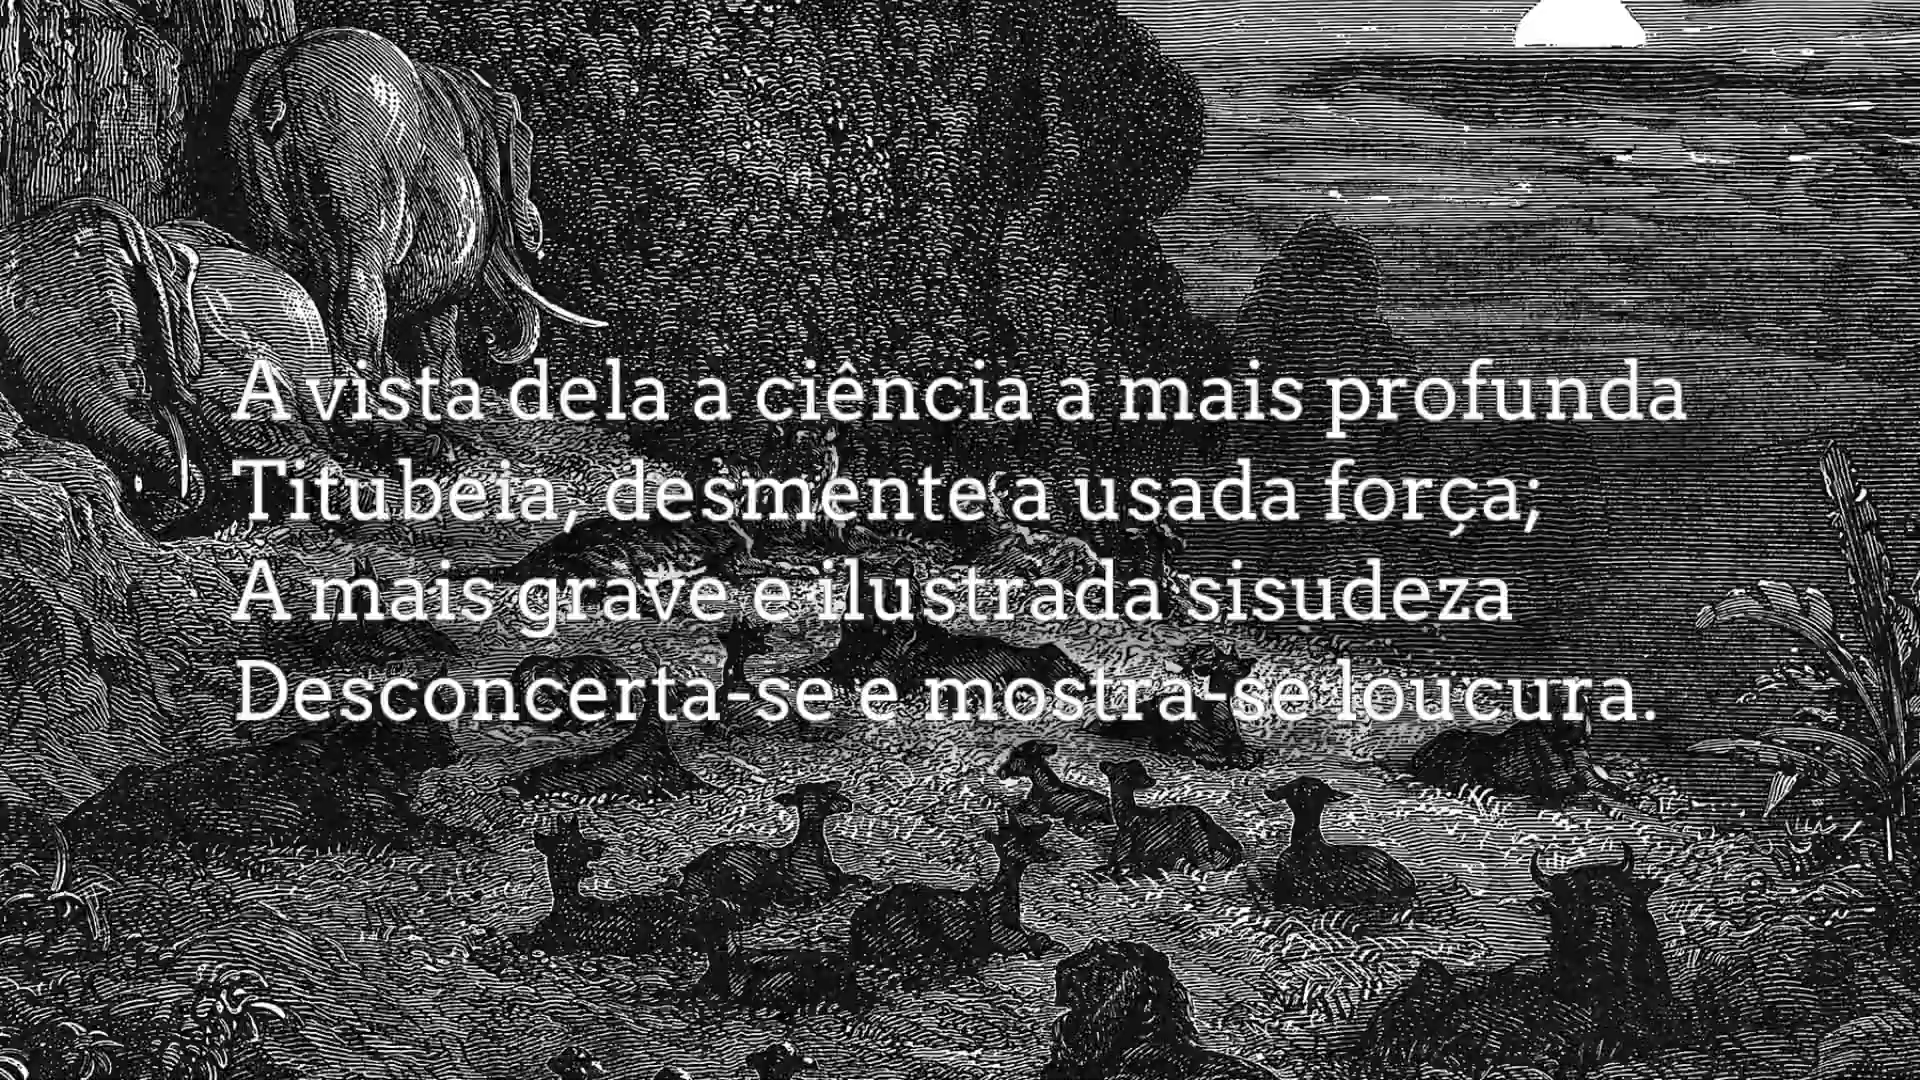 A vista dela a ciência a mais profunda
Titubeia, desmente a usada força;
A mais grave e ilustrada sisudeza
Desconcerta-se e mostra-se loucura.